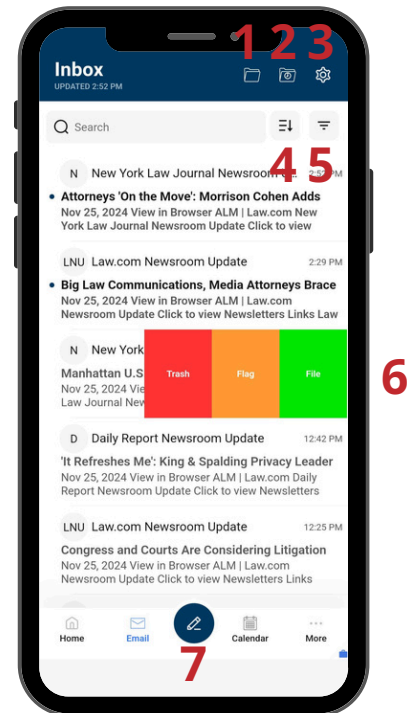 1 2 3
Inbox
UPDATED 2:52 PM
Search
4 5
N New York Law Journal Newsroom 2:52 PM
Attorneys 'On the Move': Morrison Cohen Adds
Nov 25, 2024 View in Browser ALM | Law.com New
York Law Journal Newsroom Update Click to view
LNU Law.com Newsroom Update 2:29 PM
Big Law Communications, Media Attorneys Brace
Nov 25, 2024 View in Browser ALM | Law.com
Newsroom Update Click to view Newsletters Links Law
N New York
Manhattan U.S
Nov 25, 2024 Vie
Law Journal New
Trash Flag File
6
D Daily Report Newsroom Update 12:42 PM
'It Refreshes Me': King & Spalding Privacy Leader
Nov 25, 2024 View in Browser ALM | Law.com Daily
Report Newsroom Update Click to view Newsletters
LNU Law.com Newsroom Update 12:25 PM
Congress and Courts Are Considering Litigation
Nov 25, 2024 View in Browser ALM | Law.com
Newsroom Update Click to view Newsletters Links
Home Email Calendar More
7